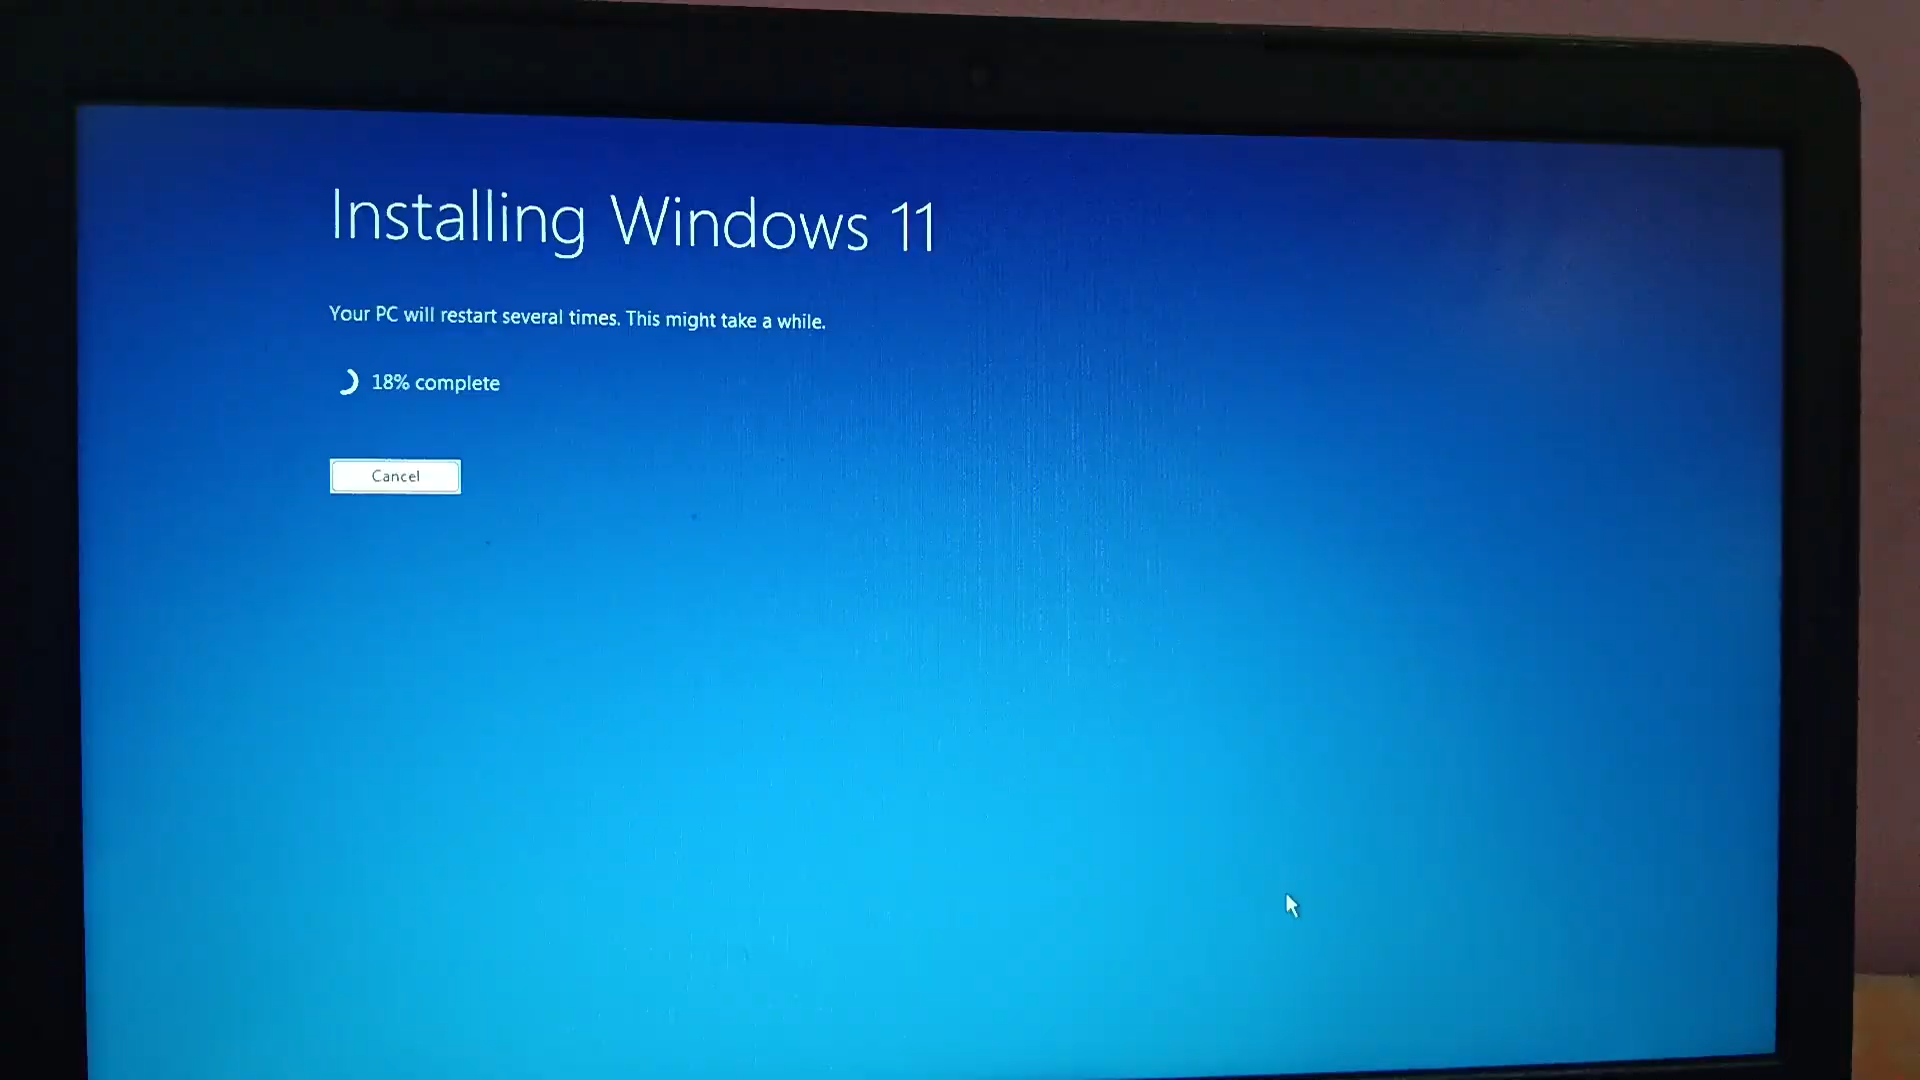 Installing Windows 11
Your PC will restart several times. This might take a while.
18% complete
Cancel